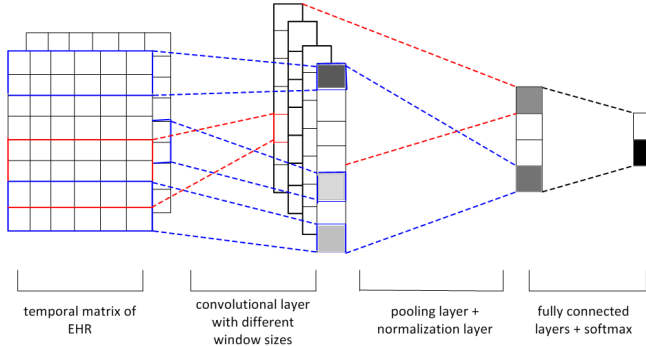 temporal matrix of
EHR
convolutional layer
with different
window sizes
pooling layer +
normalization layer
fully connected
layers + softmax